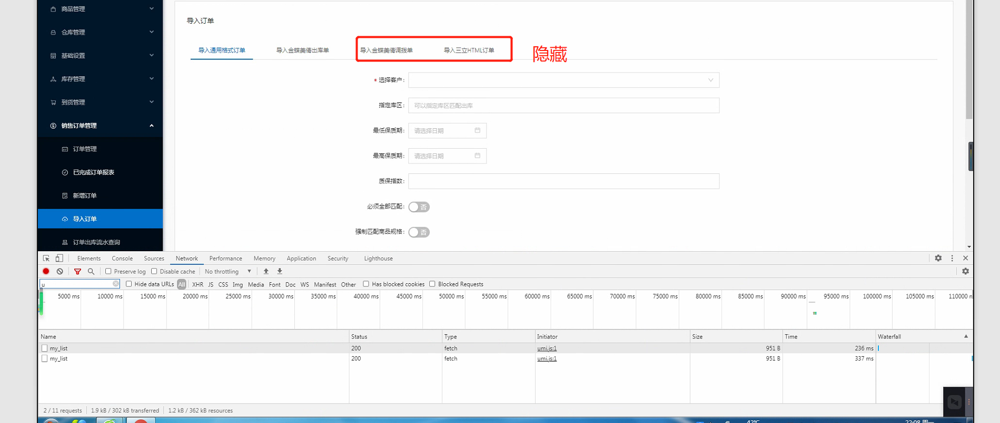 商品管理
仓库管理
基础设置
库存管理
到货管理
销售订单管理
订单管理
已完成订单报表
新增订单
导入订单
订单出库流水查询
导入订单
导入通用格式订单 导入金蝶美倩出库单 导入金蝶美倩调拨单 导入三立HTML订单 隐藏
* 选择客户:
指定库区: 可以指定库区匹配出库
最低保质期: 请选择日期
最高保质期: 请选择日期
质保指数:
必须全部匹配: 否
强制匹配商品规格: 否
Elements Console Sources Network Performance Memory Application Security Lighthouse
Preserve log Disable cache No throttling
u Hide data URLs All XHR JS CSS Img Media Font Doc WS Manifest Other Has blocked cookies Blocked Requests
5000 ms 10000 ms 15000 ms 20000 ms 25000 ms 30000 ms 35000 ms 40000 ms 45000 ms 50000 ms 55000 ms 60000 ms 65000 ms 70000 ms 75000 ms 80000 ms 85000 ms 90000 ms 95000 ms 100000 ms 105000 ms 110000
Name Status Type Initiator Size Time Waterfall
my_list 200 fetch umi.js:1 951 B 236 ms
my_list 200 fetch umi.js:1 951 B 337 ms
2 / 11 requests 1.9 kB / 302 kB transferred 1.2 kB / 362 kB resources
42℃ 22:08